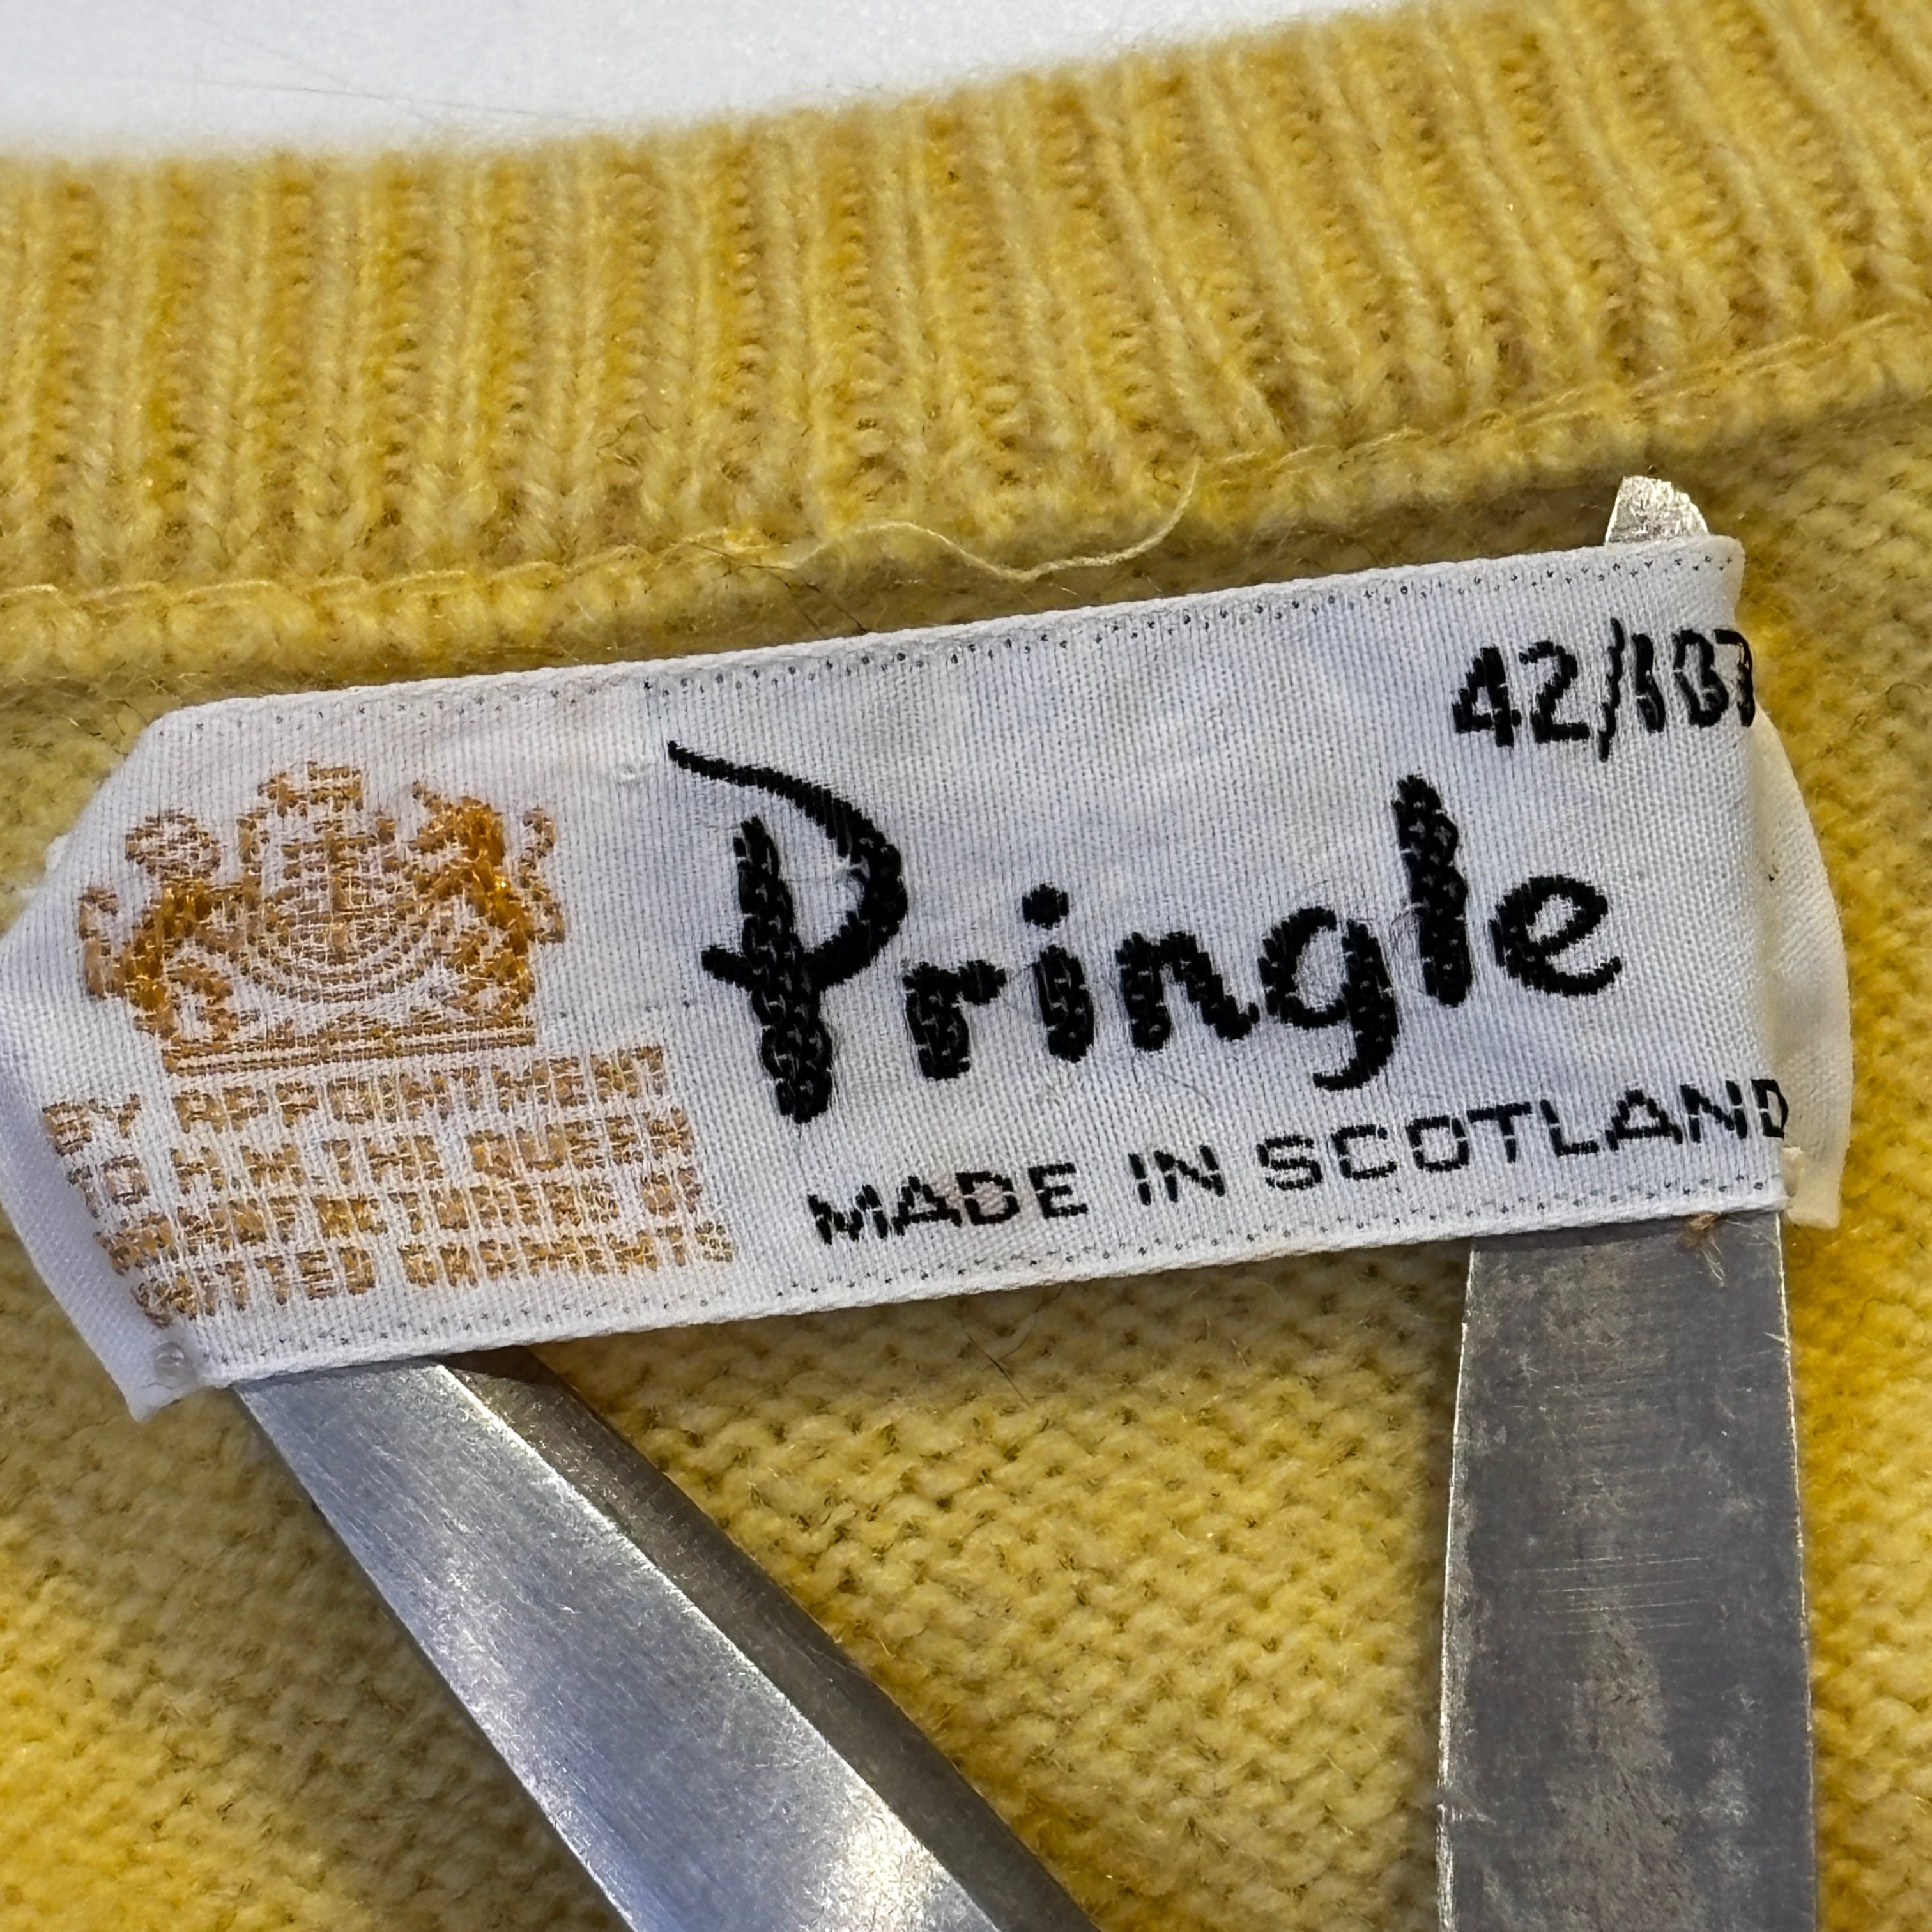 42/107
Pringle
MADE IN SCOTLAND
BY APPOINTMENT
TO H.M. THE QUEEN
MANUFACTURERS OF
KNITTED GARMENTS